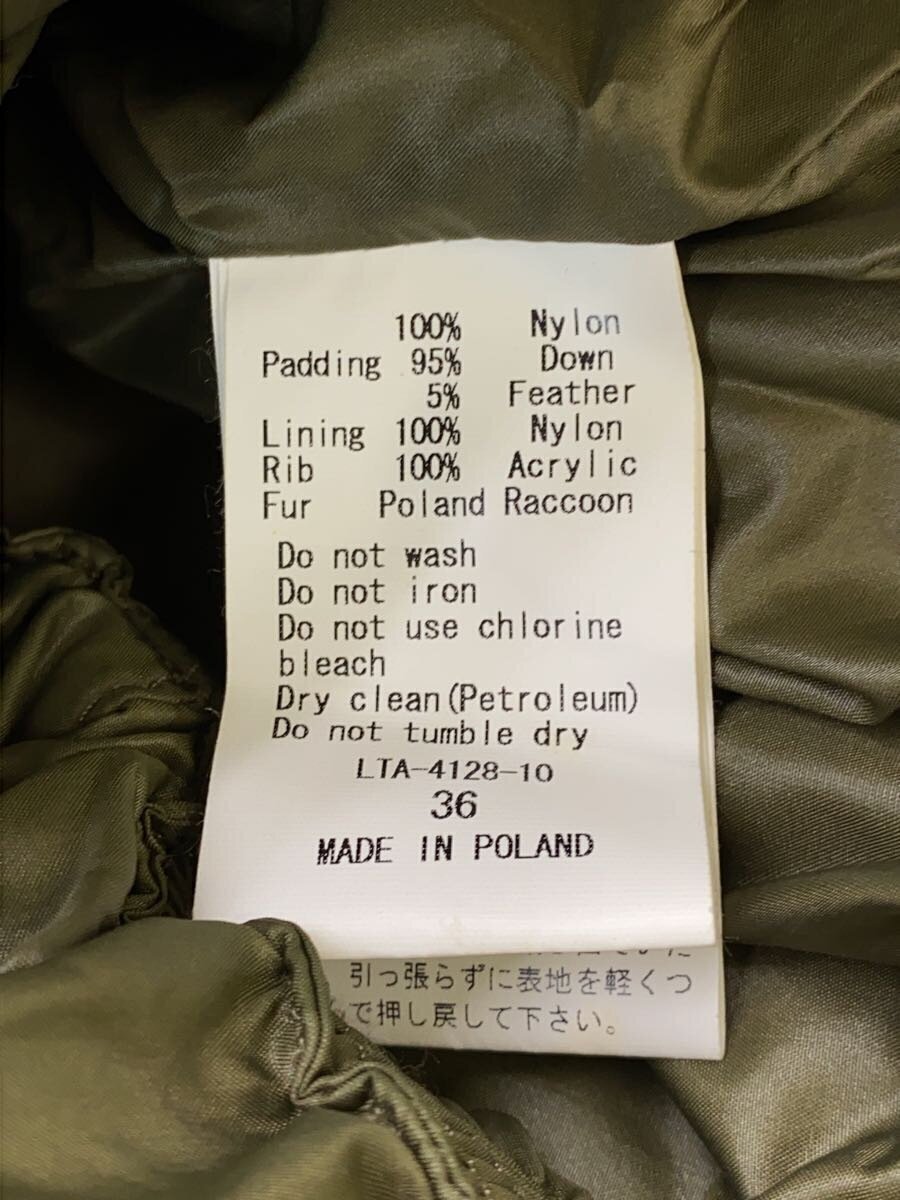 100% Nylon
Padding 95% Down
5% Feather
Lining 100% Nylon
Rib 100% Acrylic
Fur Poland Raccoon
Do not wash
Do not iron
Do not use chlorine
bleach
Dry clean(Petroleum)
Do not tumble dry
LTA-4128-10
36
MADE IN POLAND
引っ張らずに表地を軽くつ
で押し戻して下さい。